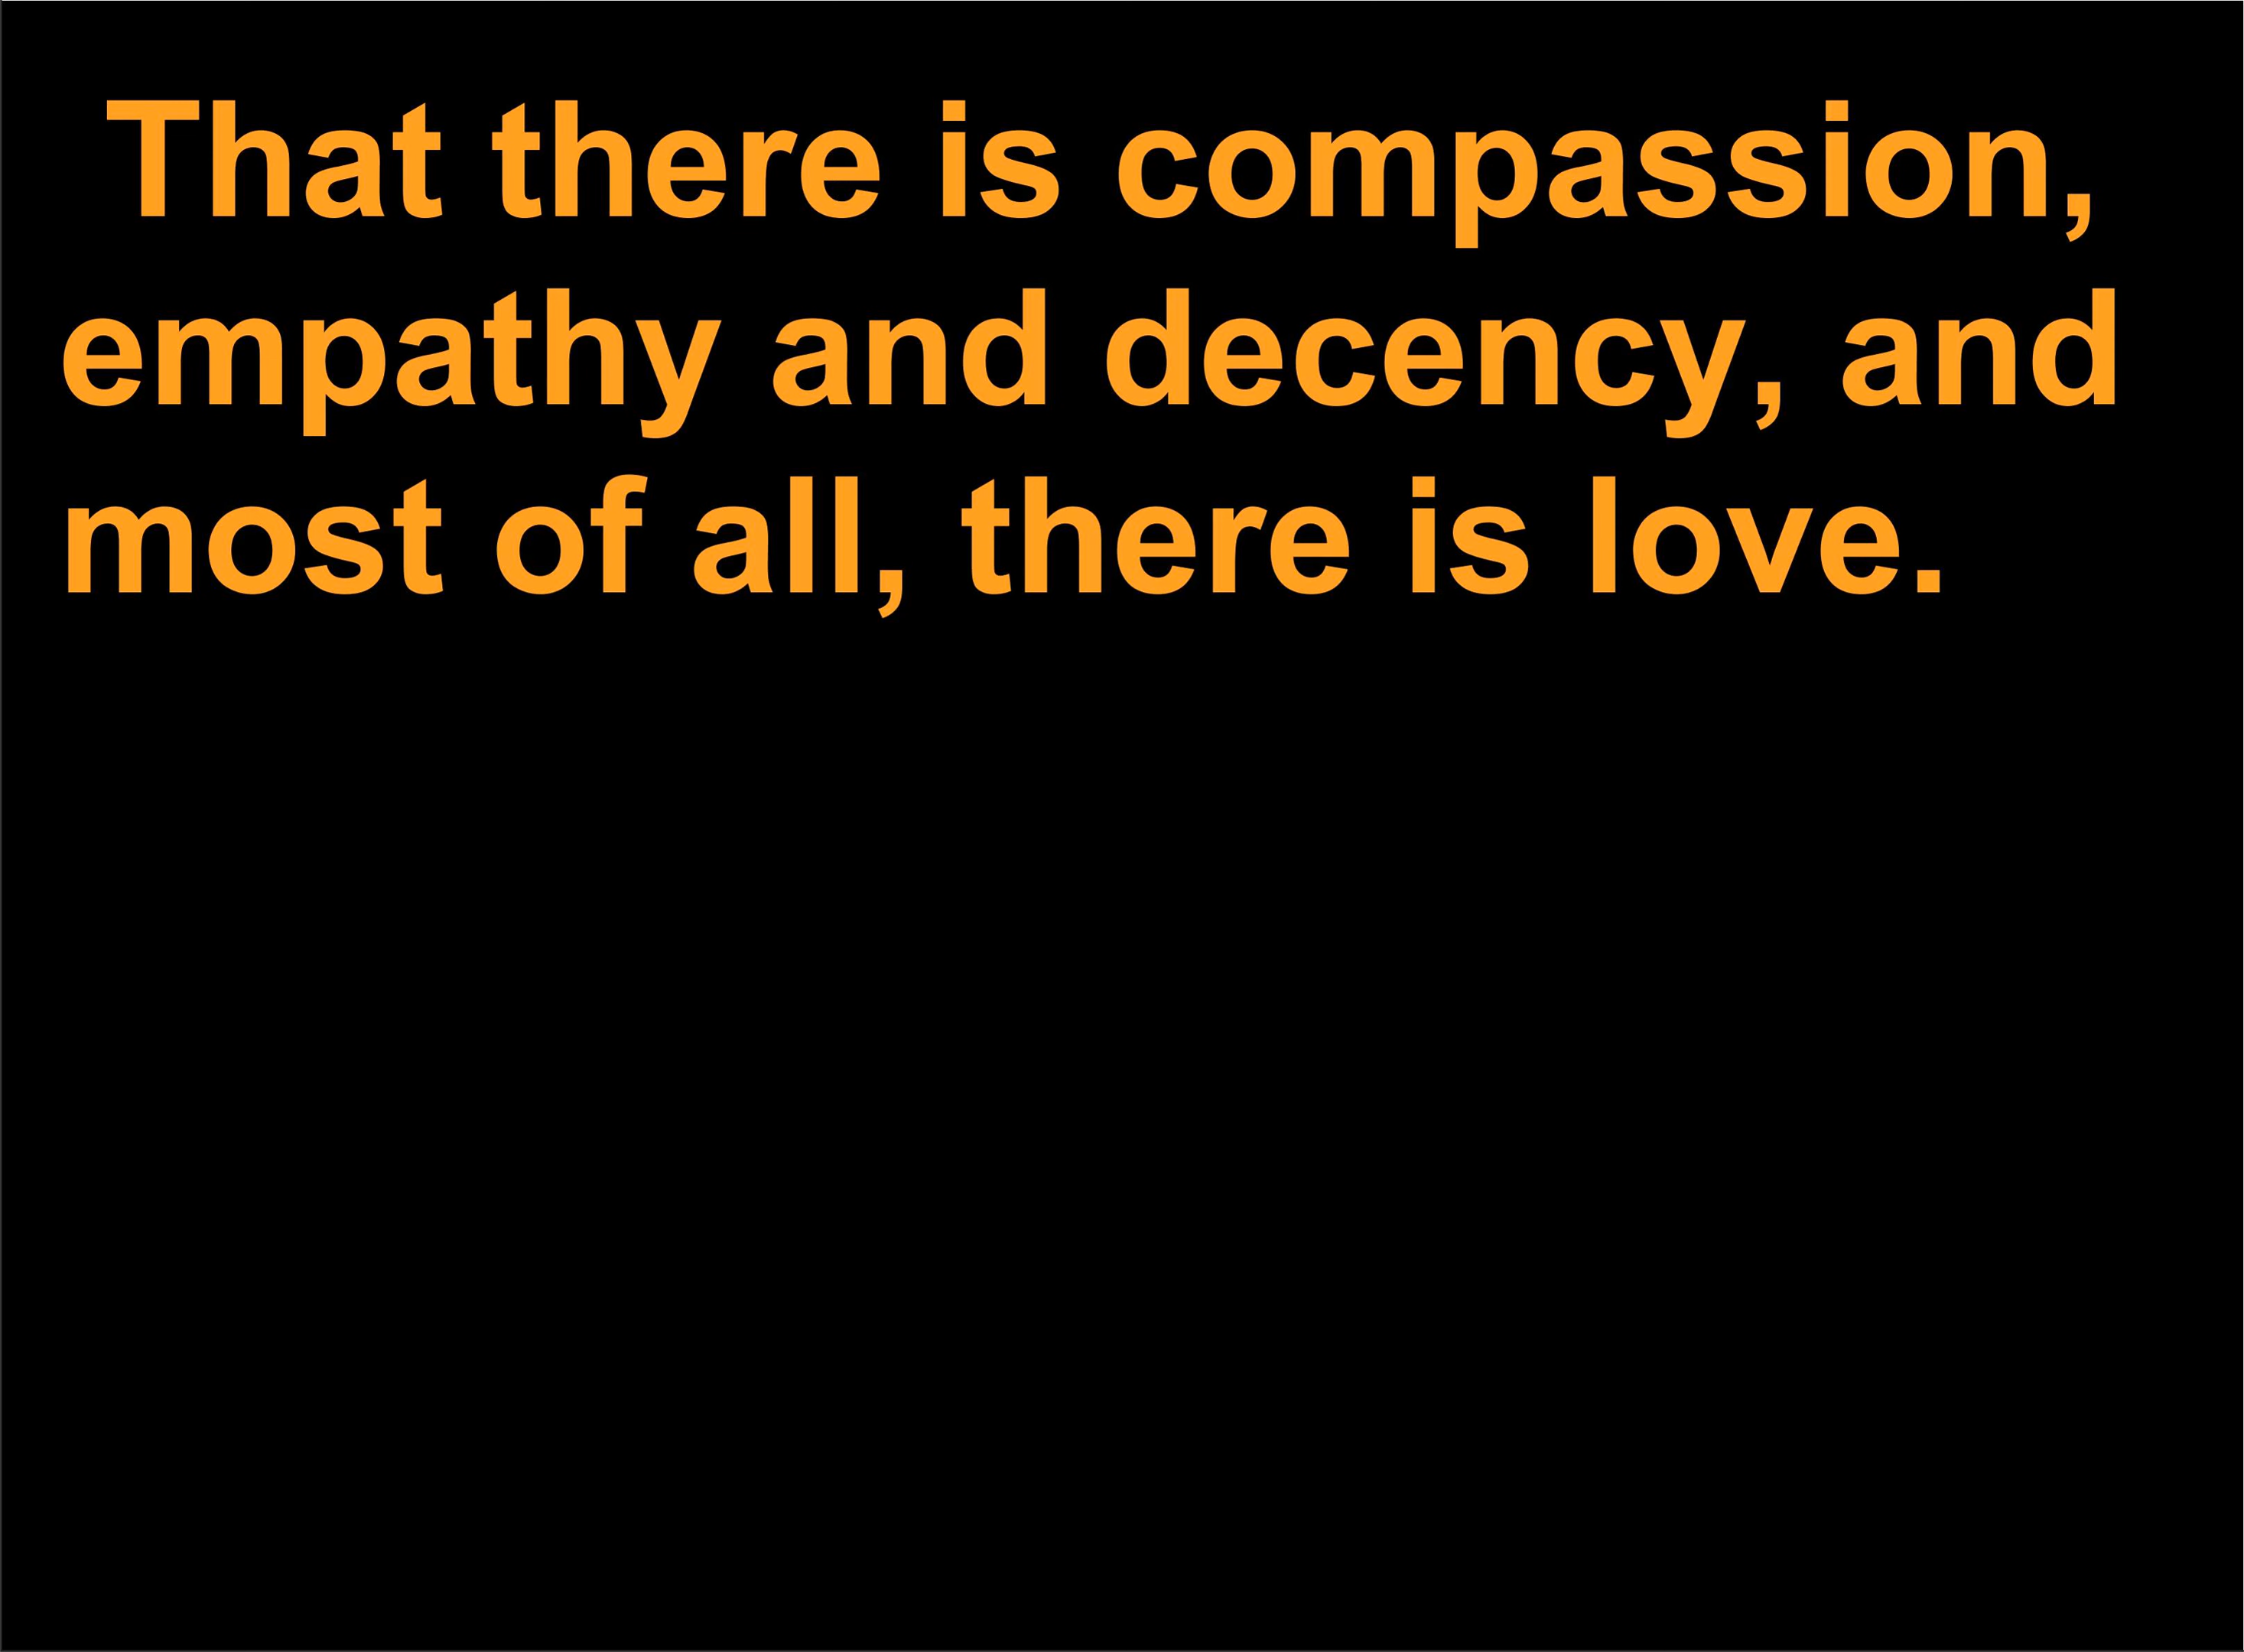 That there is compassion,
empathy and decency, and
most of all, there is love.